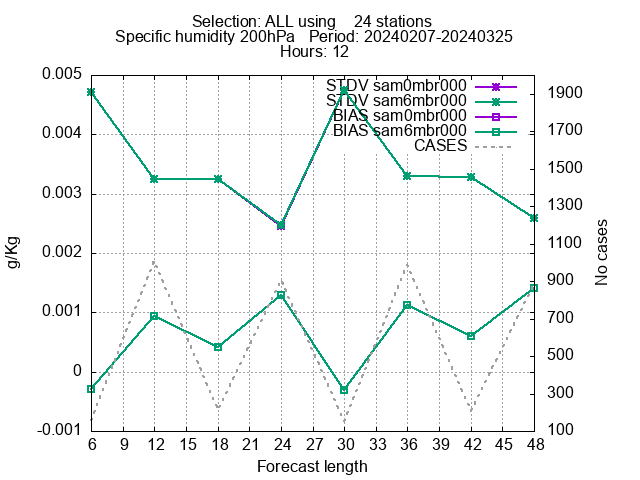 Selection: ALL using    24 stations
Specific humidity 200hPa   Period: 20240207-20240325
Hours: 12
STDV sam0mbr000
STDV sam6mbr000
BIAS sam0mbr000
BIAS sam6mbr000
CASES
0.005
0.004
0.003
0.002
0.001
0
-0.001
g/Kg
1900
1700
1500
1300
1100
900
700
500
300
100
No cases
6 9 12 15 18 21 24 27 30 33 36 39 42 45 48
Forecast length